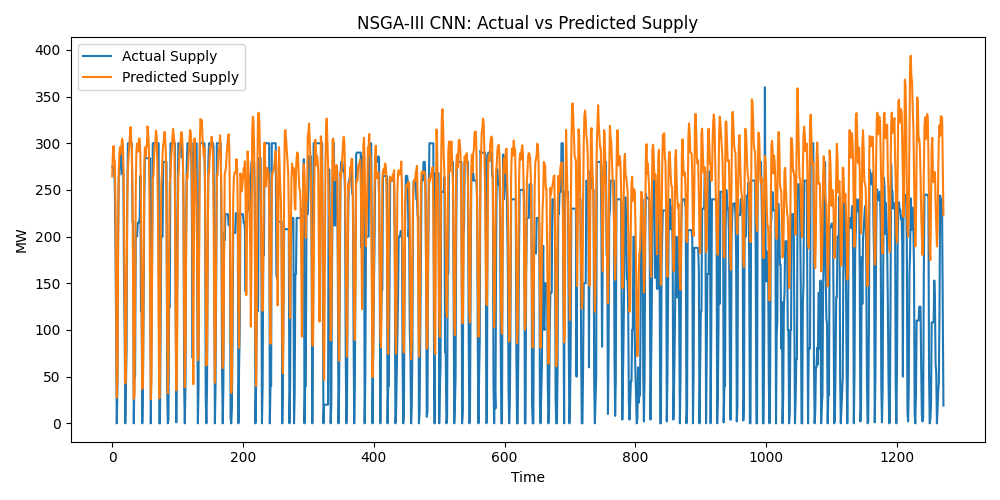 NSGA-III CNN: Actual vs Predicted Supply
Actual Supply
Predicted Supply
MW
400
350
300
250
200
150
100
50
0
0 200 400 600 800 1000 1200
Time